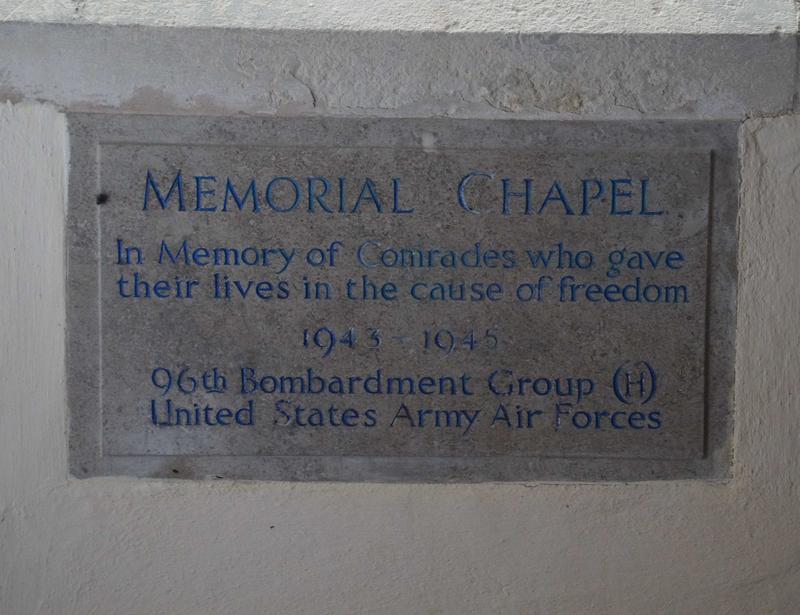 MEMORIAL CHAPEL
In Memory of Comrades who gave
their lives in the cause of freedom
1943 - 1945
96th Bombardment Group (H)
United States Army Air Forces